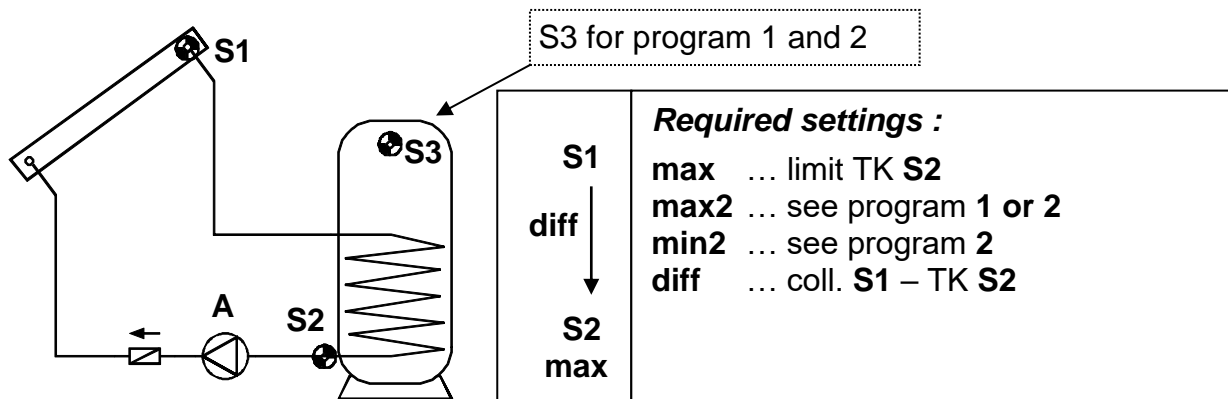 S3 for program 1 and 2
S1
S3
A
S2
S1
diff
S2
max
Required settings :
max … limit TK S2
max2 … see program 1 or 2
min2 … see program 2
diff … coll. S1 – TK S2